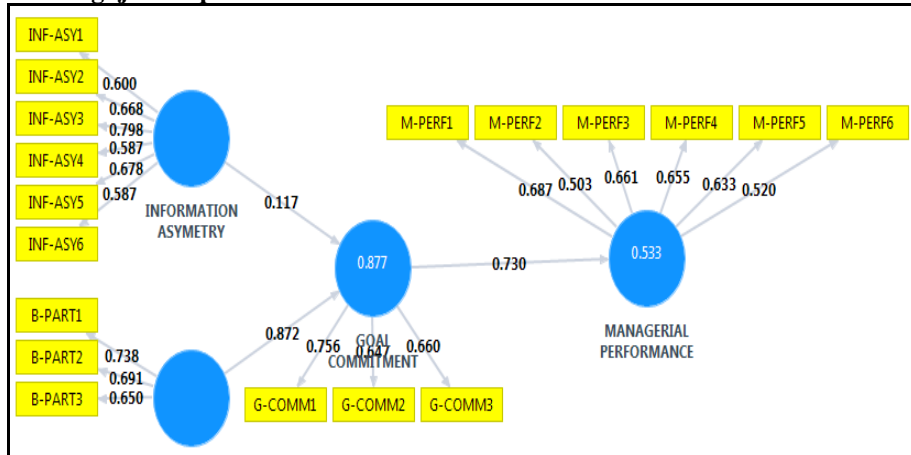 INF-ASY1
INF-ASY2
INF-ASY3
INF-ASY4
INF-ASY5
INF-ASY6
0.600
0.668
0.798
0.587
0.678
0.587
INFORMATION
ASYMETRY
0.117
B-PART1
B-PART2
B-PART3
0.738
0.691
0.650
0.872
0.877
GOAL
COMMITMENT
0.756
0.647
0.660
G-COMM1
G-COMM2
G-COMM3
0.730
M-PERF1
M-PERF2
M-PERF3
M-PERF4
M-PERF5
M-PERF6
0.687
0.503
0.661
0.655
0.633
0.520
0.533
MANAGERIAL
PERFORMANCE